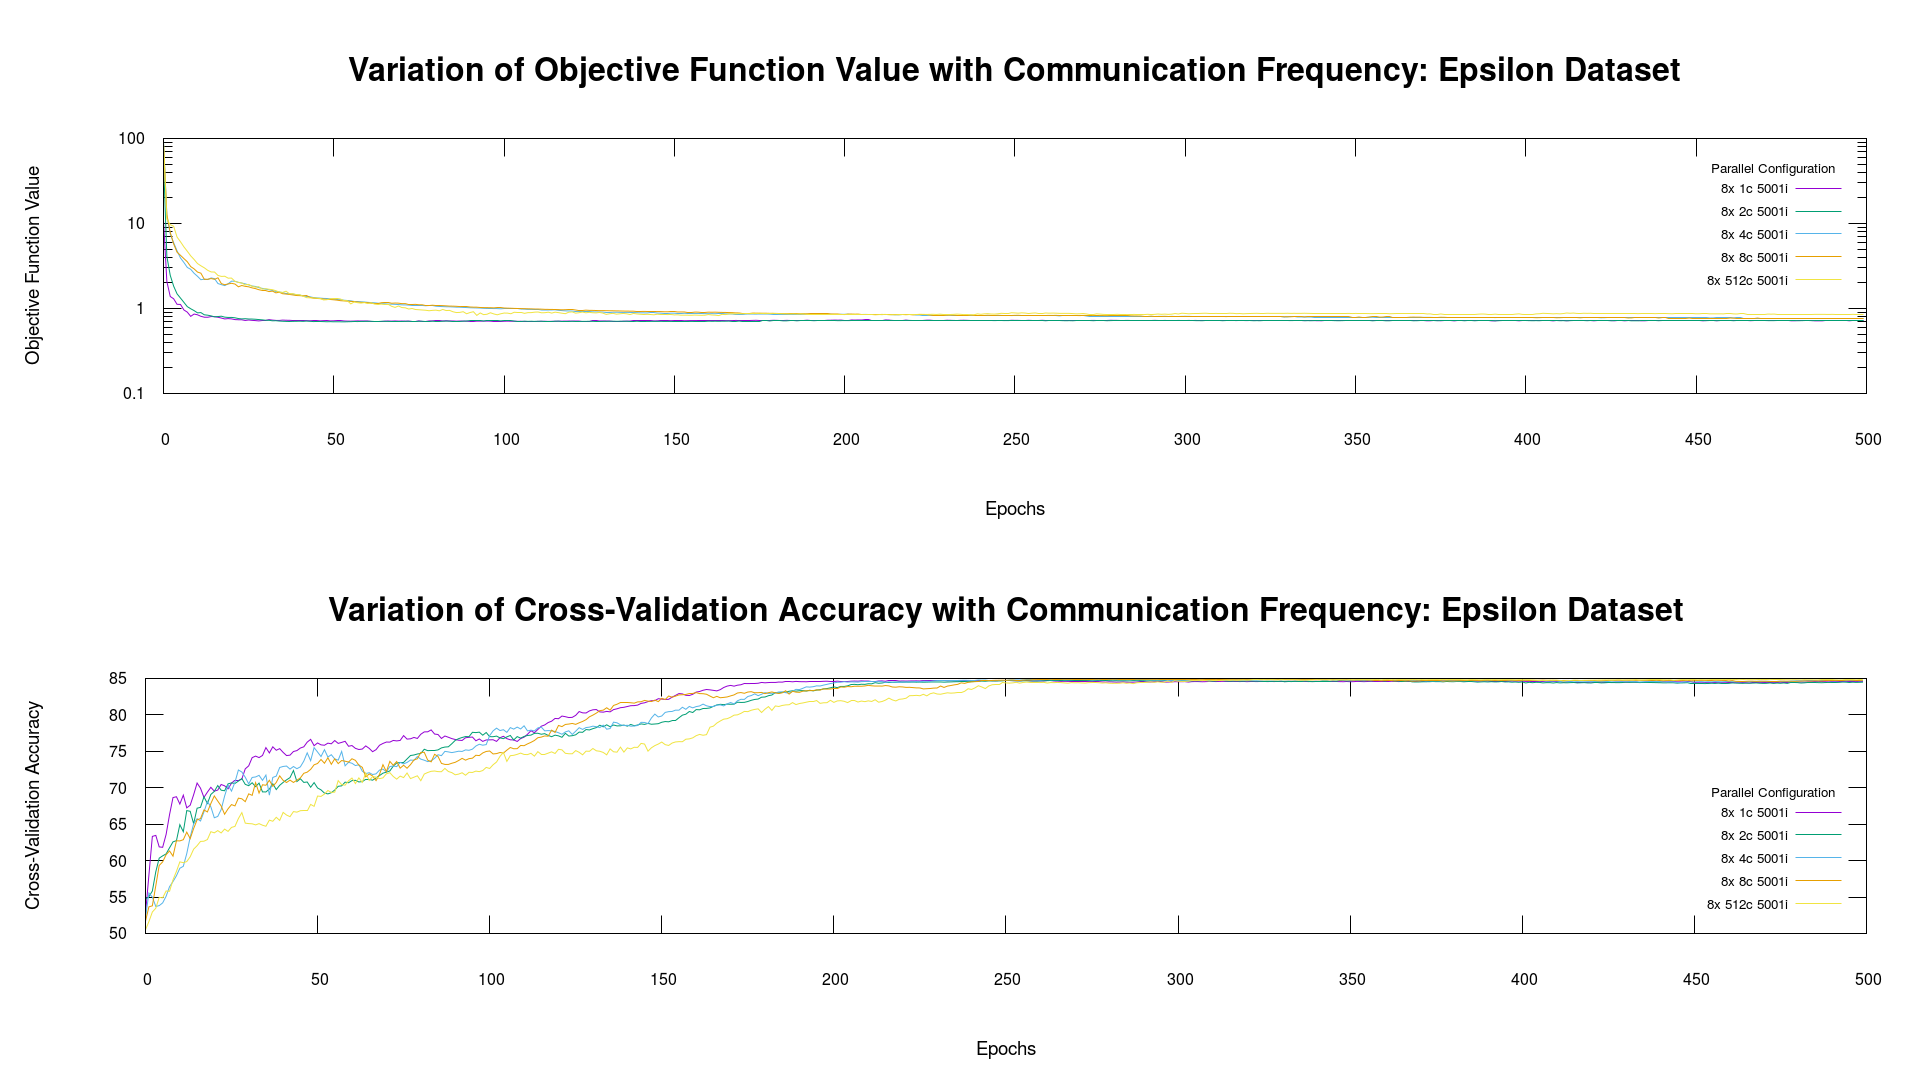 Variation of Objective Function Value with Communication Frequency: Epsilon Dataset
Objective Function Value
100
10
1
0.1
Parallel Configuration
8x 1c 5001i
8x 2c 5001i
8x 4c 5001i
8x 8c 5001i
8x 512c 5001i
0 50 100 150 200 250 300 350 400 450 500
Epochs
Variation of Cross-Validation Accuracy with Communication Frequency: Epsilon Dataset
Cross-Validation Accuracy
85
80
75
70
65
60
55
50
Parallel Configuration
8x 1c 5001i
8x 2c 5001i
8x 4c 5001i
8x 8c 5001i
8x 512c 5001i
0 50 100 150 200 250 300 350 400 450 500
Epochs